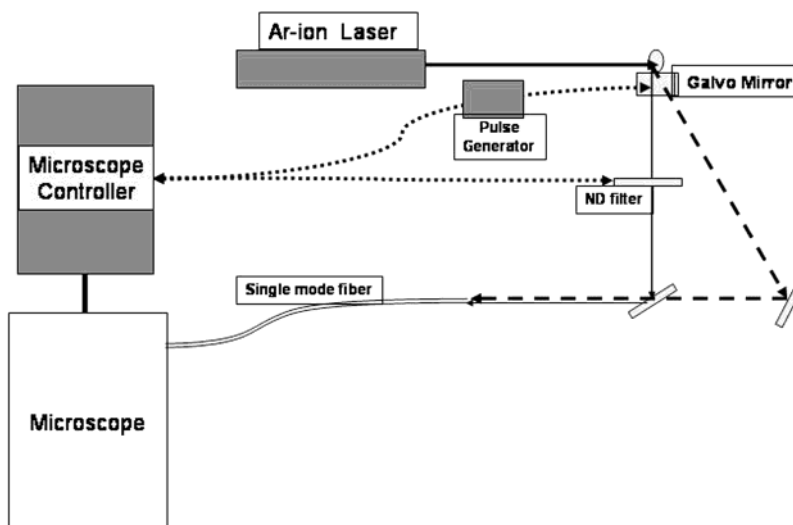 Ar-ion Laser
Galvo Mirror
Pulse
Generator
Microscope
Controller
ND filter
Single mode fiber
Microscope